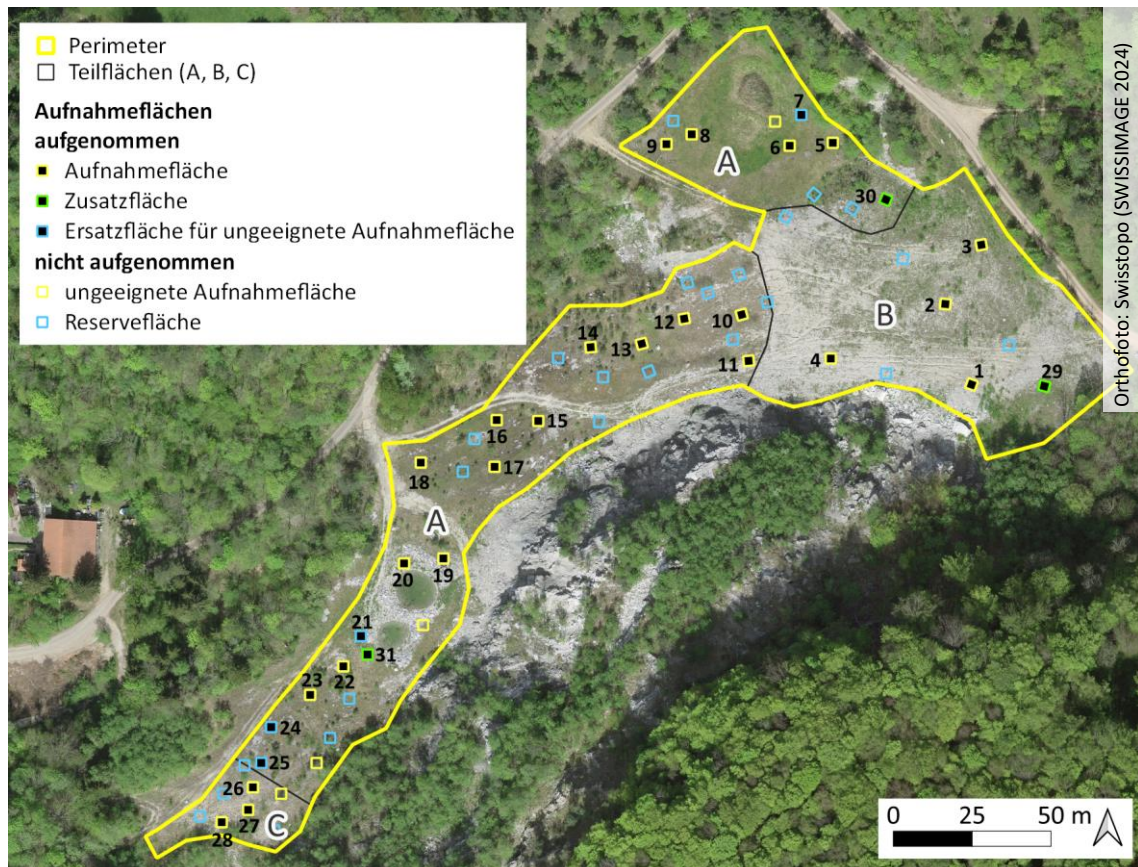 Perimeter
Teilflächen (A, B, C)
Aufnahmeflächen
aufgenommen
Aufnahmefläche
Zusatzfläche
Ersatzfläche für ungeeignete Aufnahmefläche
nicht aufgenommen
ungeeignete Aufnahmefläche
Reservefläche
Orthofoto: Swisstopo (SWISSIMAGE 2024)
7
8
9
6
5
A
30
3
2
B
12
10
14
13
11
4
1
29
16
15
18
17
A
20
19
21
31
22
23
24
25
26
27
28
C
0 25 50 m